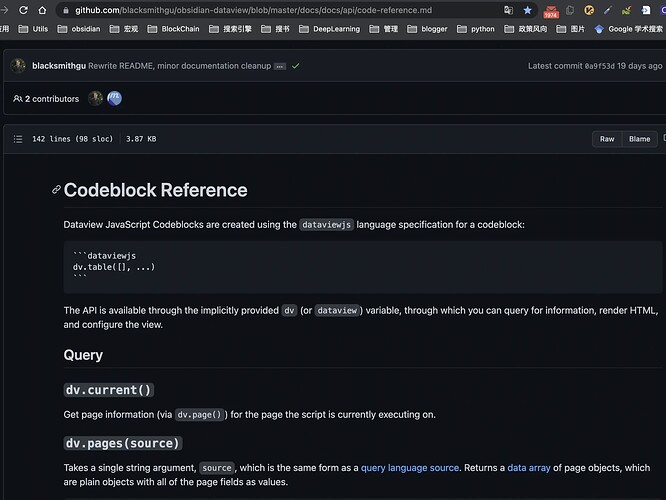 github.com/blacksmithgu/obsidian-dataview/blob/master/docs/docs/api/code-reference.md
1974
应用 Utils obsidian 宏观 BlockChain 搜索引擎 搜书 DeepLearning 管理 blogger python 政策风向 图片 Google 学术搜索
blacksmithgu Rewrite README, minor documentation cleanup ... Latest commit 0a9f53d 19 days ago
2 contributors
142 lines (98 sloc) 3.87 KB Raw Blame
Codeblock Reference
Dataview JavaScript Codeblocks are created using the dataviewjs language specification for a codeblock:
```dataviewjs
dv.table([], ...)
```
The API is available through the implicitly provided dv (or dataview) variable, through which you can query for information, render HTML,
and configure the view.
Query
dv.current()
Get page information (via dv.page()) for the page the script is currently executing on.
dv.pages(source)
Takes a single string argument, source, which is the same form as a query language source. Returns a data array of page objects, which
are plain objects with all of the page fields as values.